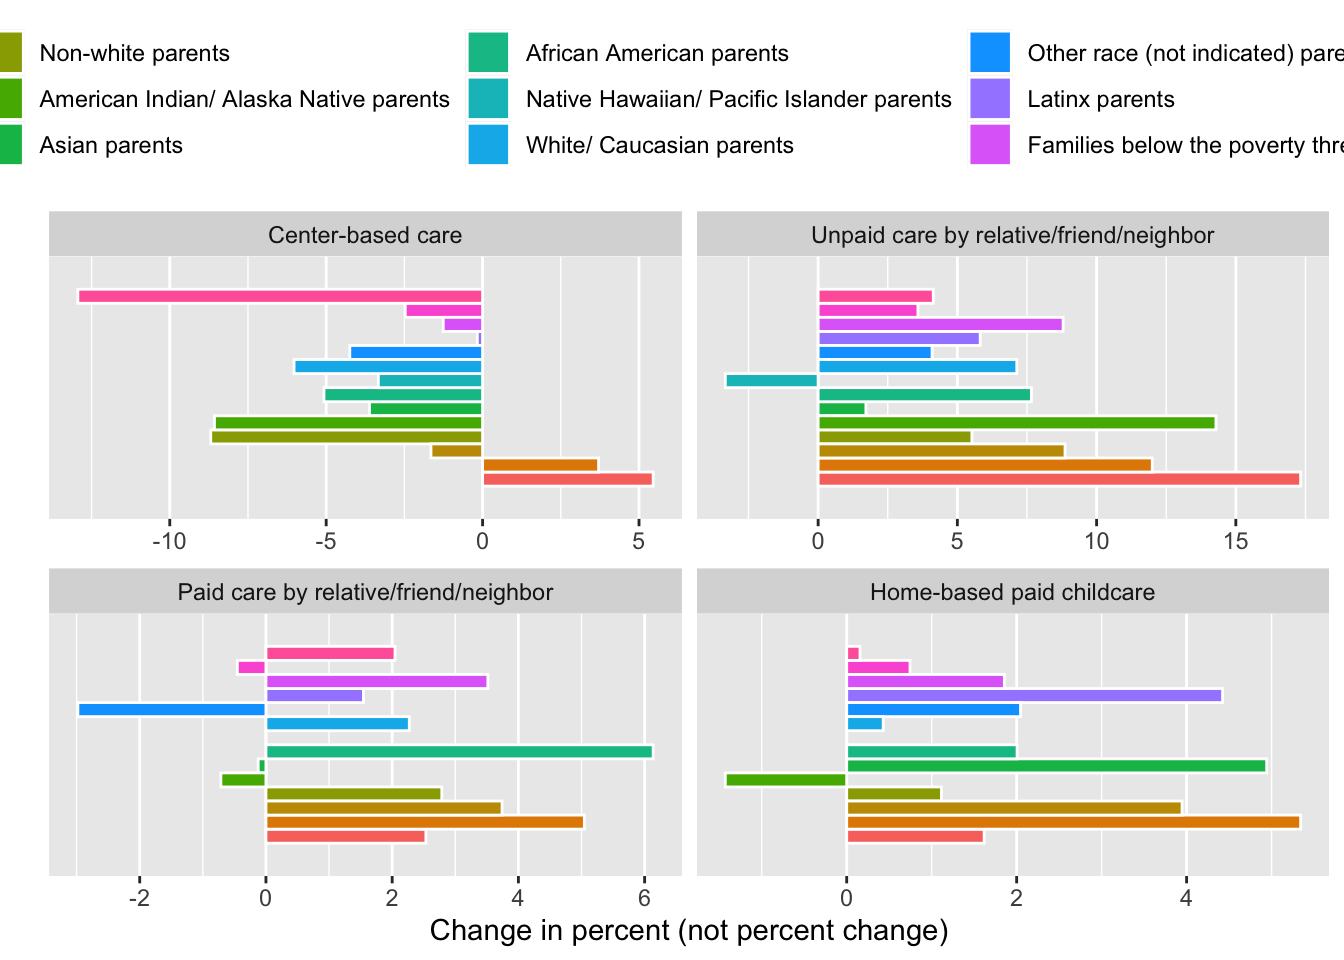 Non-white parents African American parents Other race (not indicated)
American Indian/ Alaska Native parents Native Hawaiian/ Pacific Islander parents Latinx parents
Asian parents White/ Caucasian parents Families below the poverty
Center-based care Unpaid care by relative/friend/neighbor
-10 -5 0 5 0 5 10 15
Paid care by relative/friend/neighbor Home-based paid childcare
-2 0 2 4 6 0 2 4
Change in percent (not percent change)